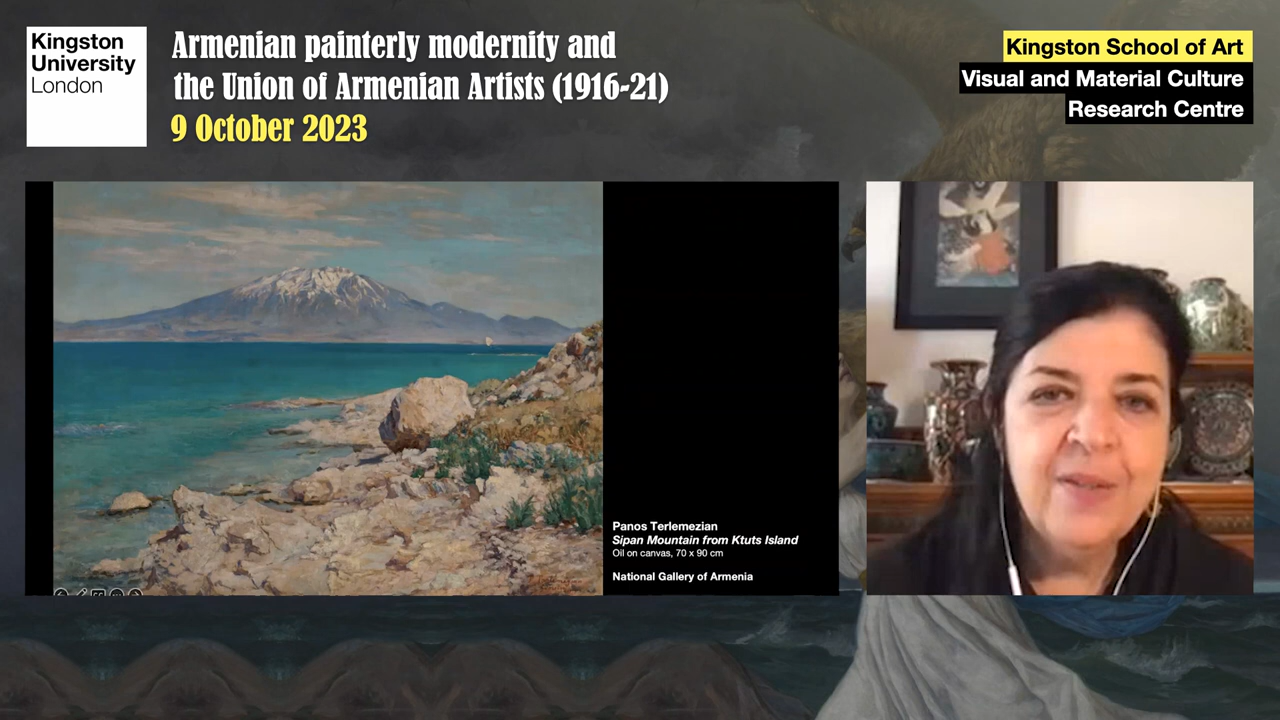 Kingston
University
London
Armenian painterly modernity and
the Union of Armenian Artists (1916-21)
9 October 2023
Kingston School of Art
Visual and Material Culture
Research Centre
Panos Terlemezian
Sipan Mountain from Ktuts Island
Oil on canvas, 70 x 90 cm
National Gallery of Armenia